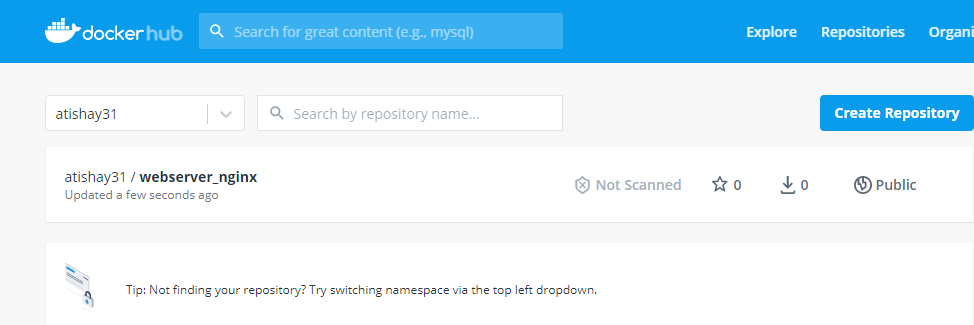 docker hub
Search for great content (e.g., mysql)
Explore
Repositories
Organi
atishay31
Search by repository name...
Create Repository
atishay31 / webserver_nginx
Updated a few seconds ago
Not Scanned
0
0
Public
Tip: Not finding your repository? Try switching namespace via the top left dropdown.